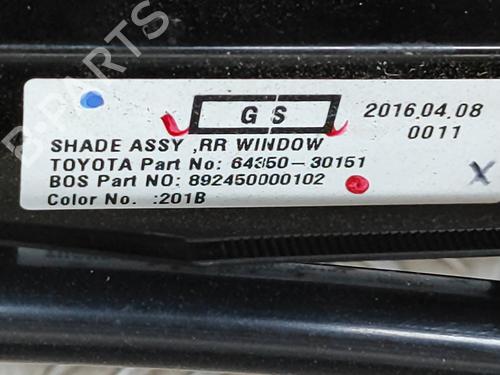 B-PARTS
G S
2016.04.08
0011
SHADE ASSY ,RR WINDOW
TOYOTA Part No: 64350-30151
BOS Part NO: 892450000102
Color No. :201B
X